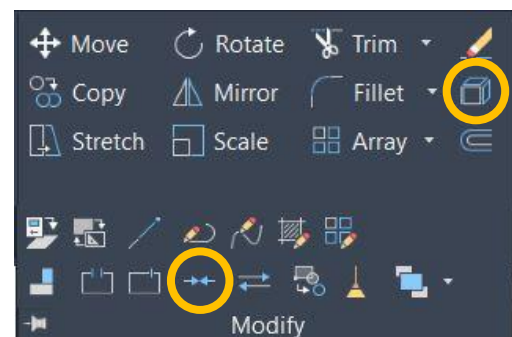 Move Rotate Trim
Copy Mirror Fillet
Stretch Scale Array
Modify